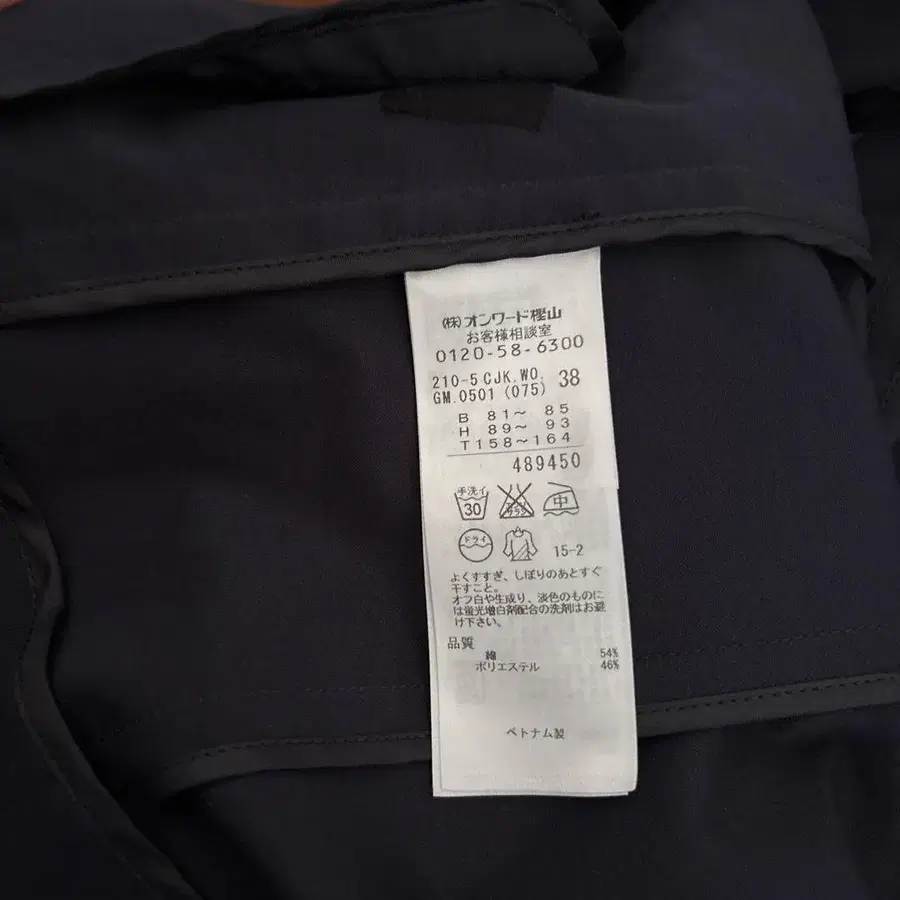 (株)オンワード樫山
お客様相談室
0120-58-6300
210-5 CJK.WO. 38
GM.0501 (075)
B 81～ 85
H 89～ 93
T158～164
489450
手洗イ 30 中
ドライ 15-2
よくすすぎ、しぼりのあとすぐ
干すこと。
オフ白や生成り、淡色のものに
は蛍光増白剤配合の洗剤はお避
け下さい。
品質
綿 54%
ポリエステル 46%
ベトナム製